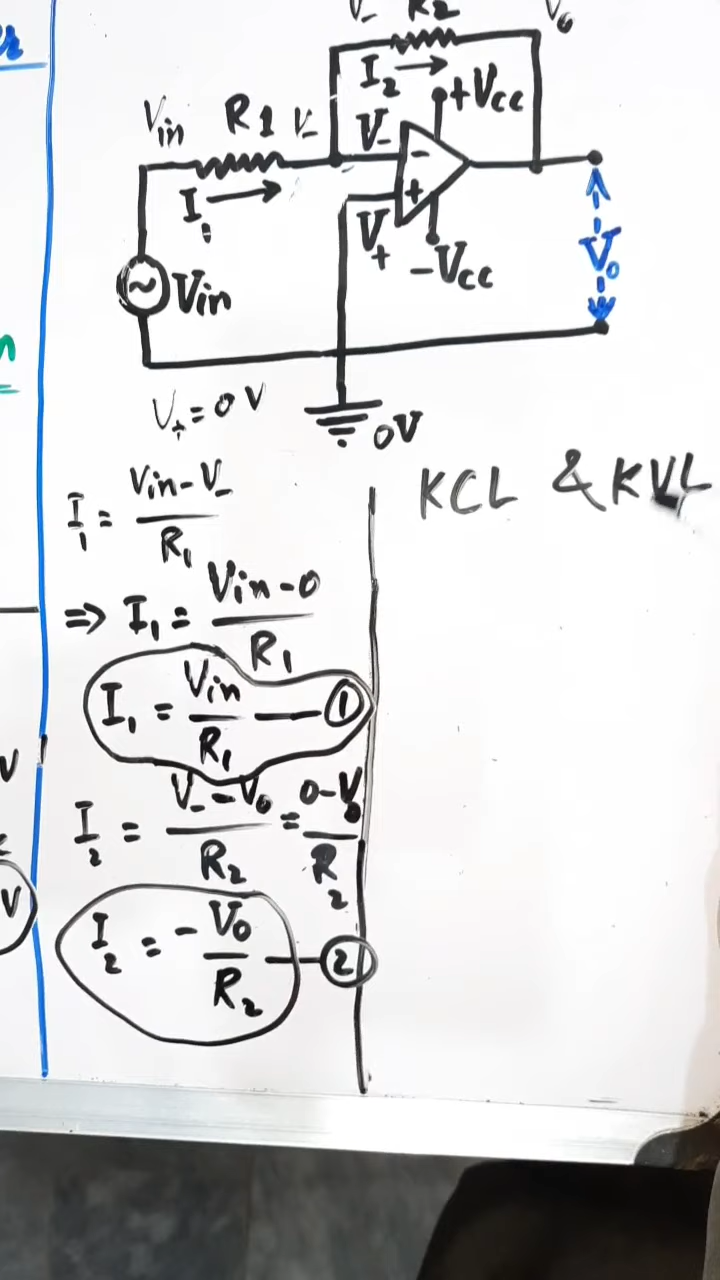 R2
V₀
V₋
I₂ →
+Vcc
Vin
R1
V₋
V₋
-
+
I₁
V₊
-Vcc
Vin
V₀
V₊ = 0V
0V
KCL & KVL
I₁ = Vin-V₋ / R₁
⇒ I₁ = Vin-0 / R₁
I₁ = Vin / R₁ — ①
I₂ = V₋-V₀ / R₂ = 0-V₀ / R₂
I₂ = -V₀ / R₂ — ②
V
V